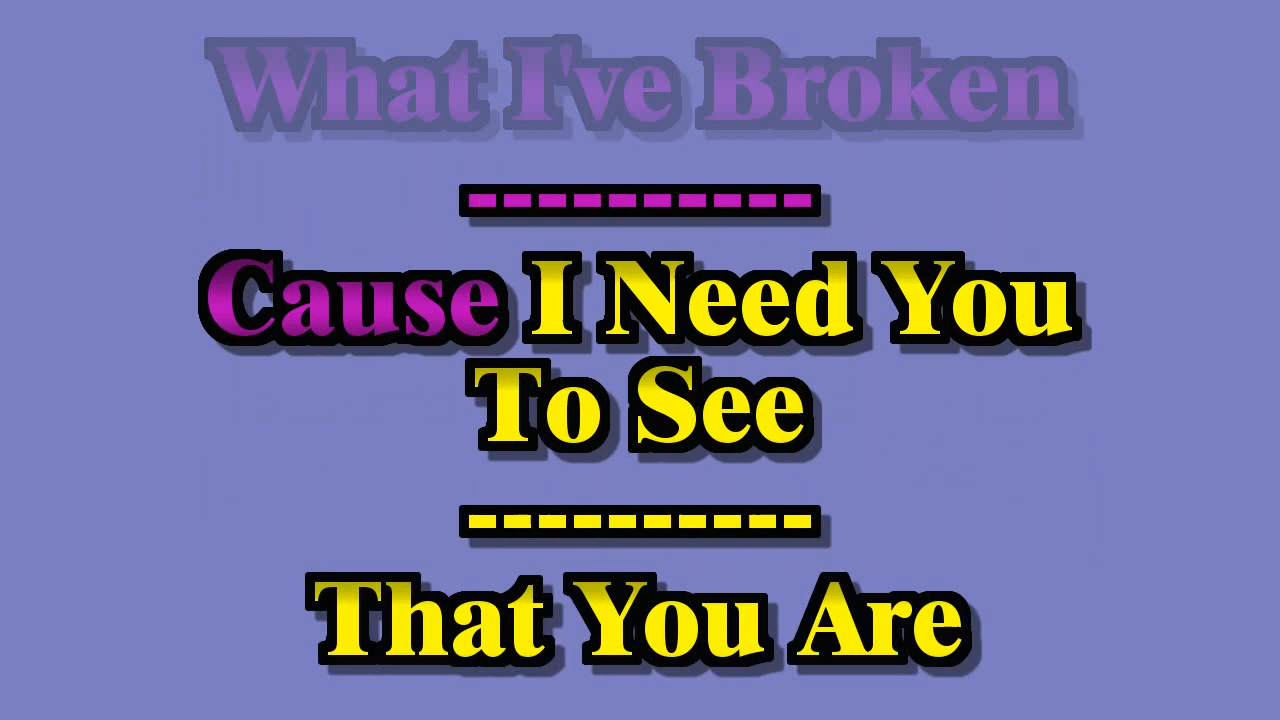 What I've Broken
----------
Cause I Need You
To See
----------
That You Are